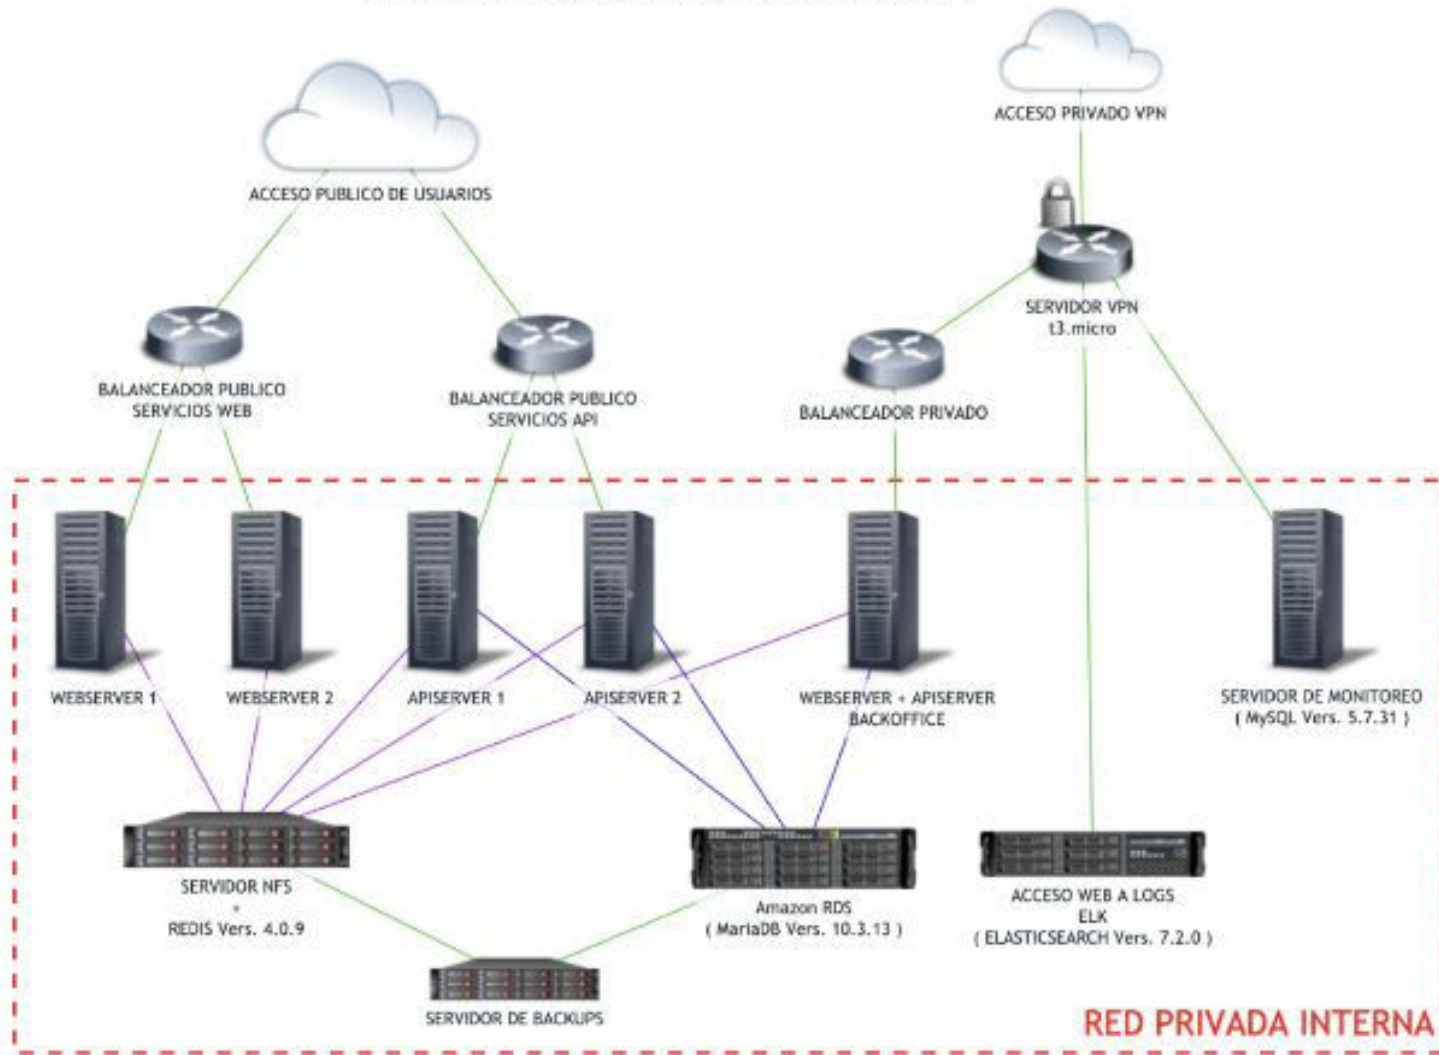 ACCESO PRIVADO VPN
ACCESO PUBLICO DE USUARIOS
SERVIDOR VPN
t3.micro
BALANCEADOR PUBLICO
SERVICIOS WEB
BALANCEADOR PUBLICO
SERVICIOS API
BALANCEADOR PRIVADO
WEBSERVER 1
WEBSERVER 2
APISERVER 1
APISERVER 2
WEBSERVER + APISERVER
BACKOFFICE
SERVIDOR DE MONITOREO
( MySQL Vers. 5.7.31 )
SERVIDOR NFS
+
REDIS Vers. 4.0.9
Amazon RDS
( MariaDB Vers. 10.3.13 )
ACCESO WEB A LOGS
ELK
( ELASTICSEARCH Vers. 7.2.0 )
SERVIDOR DE BACKUPS
RED PRIVADA INTERNA